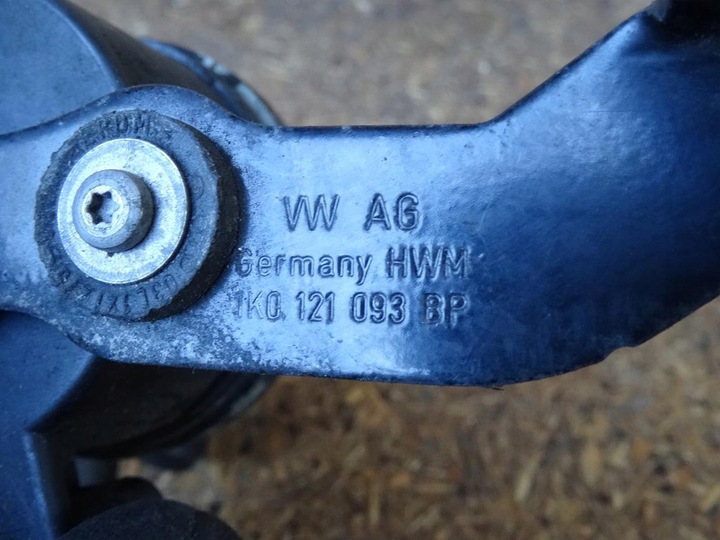 VW AG
Germany HWM
1K0 121 093 BP